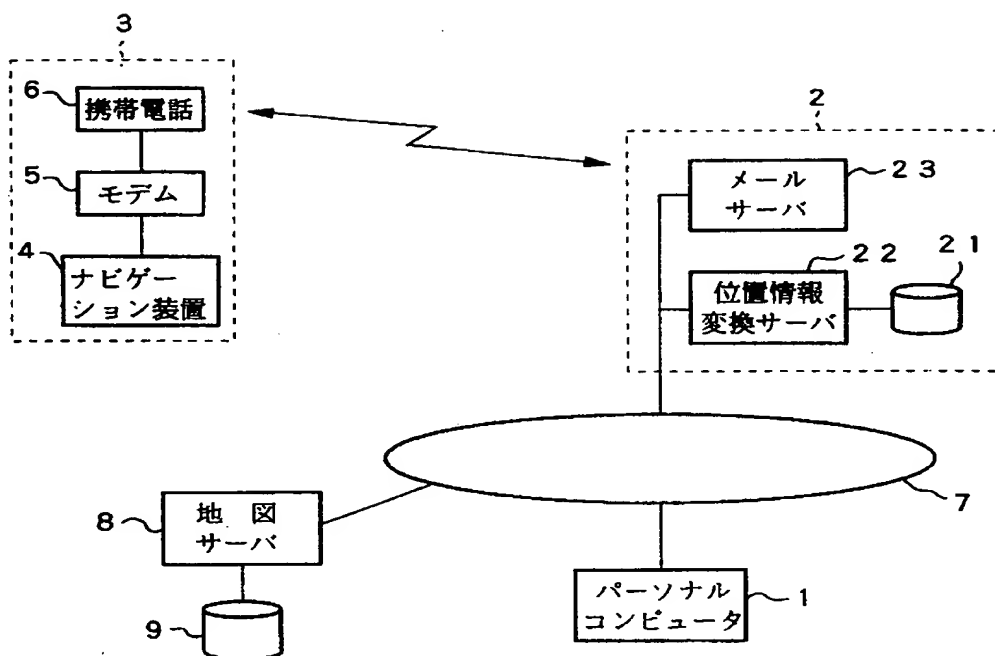 3
6
携帯電話
5
モデム
4
ナビゲー
ション装置
2
メール
サーバ
23
22
21
位置情報
変換サーバ
7
8
地 図
サーバ
9
パーソナル
コンピュータ
1